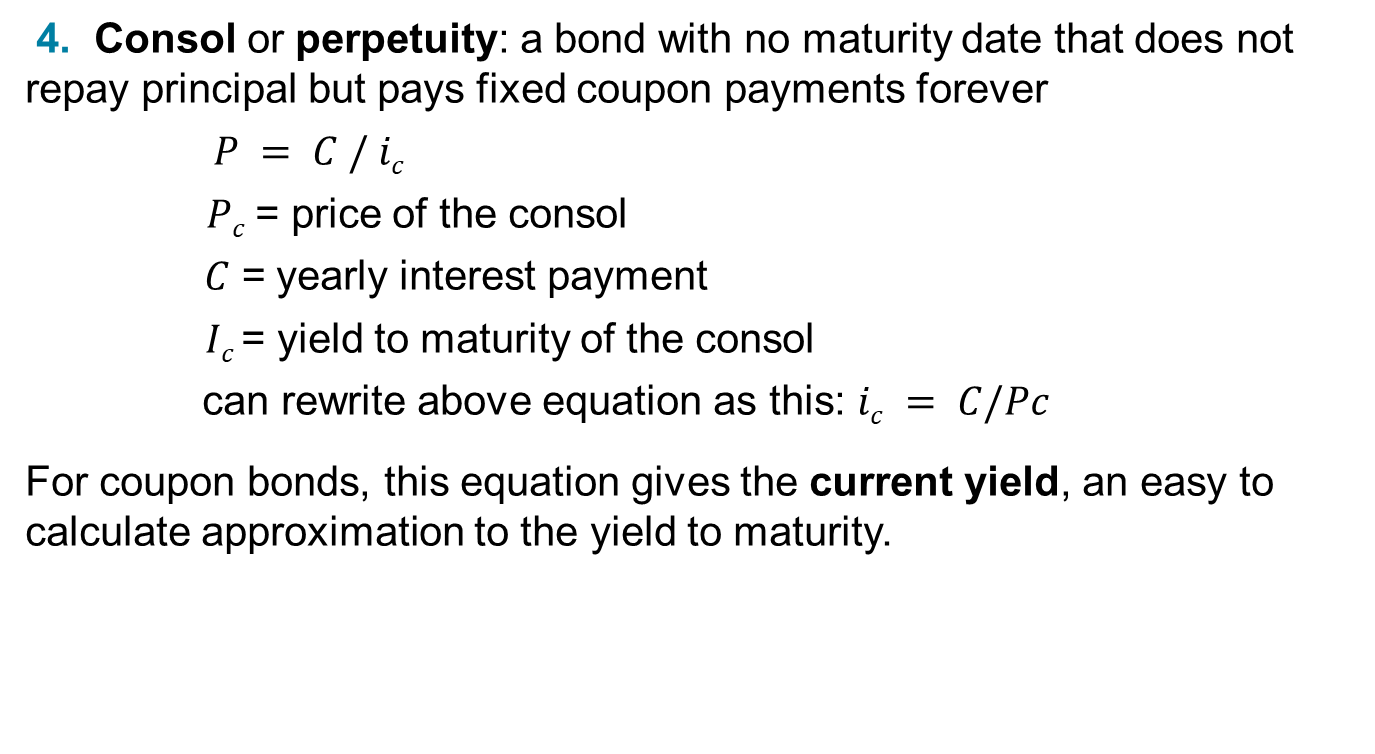 4. Consol or perpetuity: a bond with no maturity date that does not
repay principal but pays fixed coupon payments forever
P = C / i_c
P_c = price of the consol
C = yearly interest payment
I_c = yield to maturity of the consol
can rewrite above equation as this: i_c = C/Pc
For coupon bonds, this equation gives the current yield, an easy to
calculate approximation to the yield to maturity.